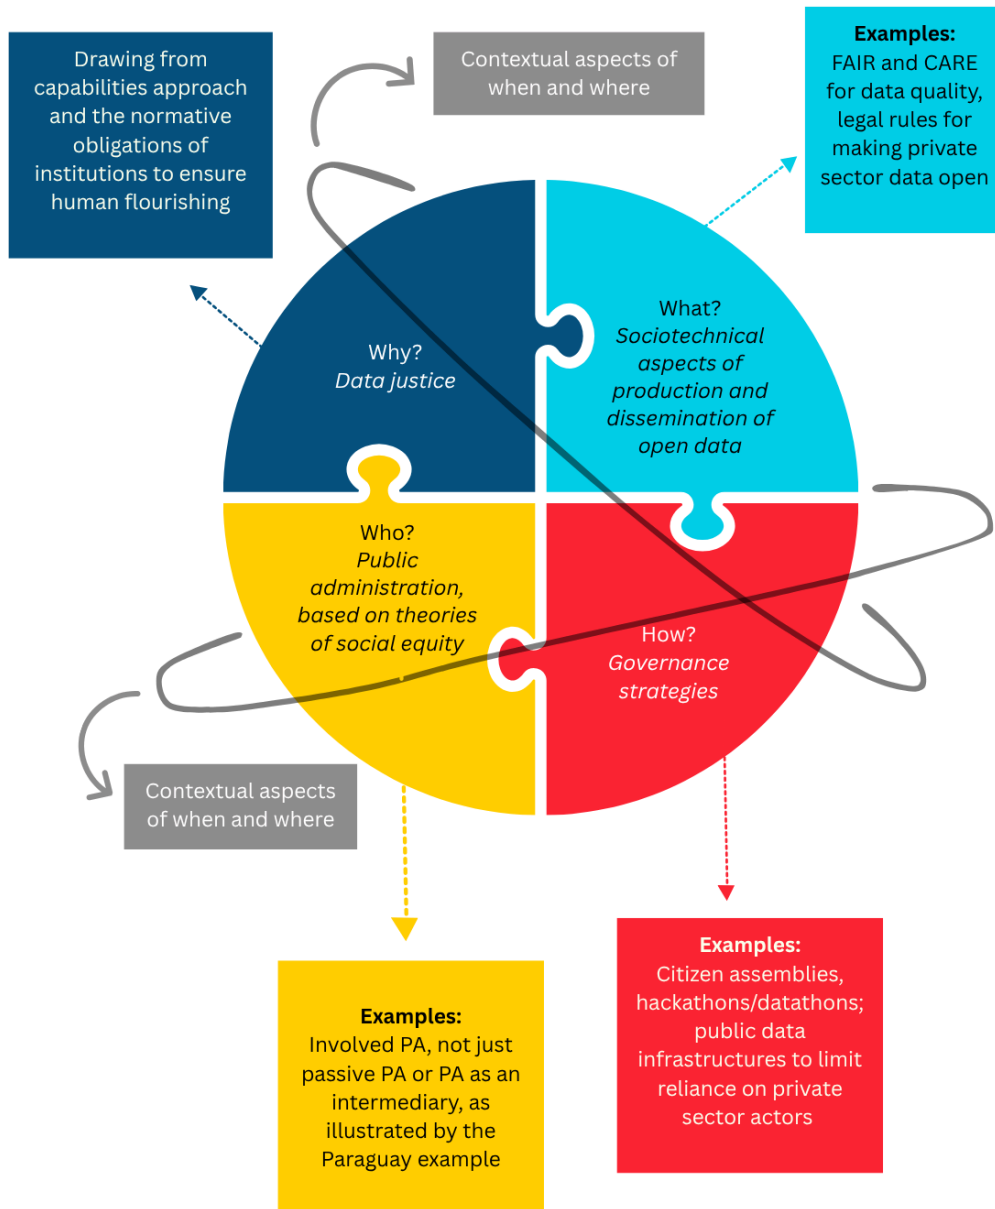 Drawing from
capabilities approach
and the normative
obligations of
institutions to ensure
human flourishing
Contextual aspects of
when and where
Examples:
FAIR and CARE
for data quality,
legal rules for
making private
sector data open
Why?
Data justice
What?
Sociotechnical
aspects of
production and
dissemination of
open data
Who?
Public
administration,
based on theories
of social equity
How?
Governance
strategies
Contextual aspects
of when and where
Examples:
Involved PA, not just
passive PA or PA as an
intermediary, as
illustrated by the
Paraguay example
Examples:
Citizen assemblies,
hackathons/datathons;
public data
infrastructures to limit
reliance on private
sector actors